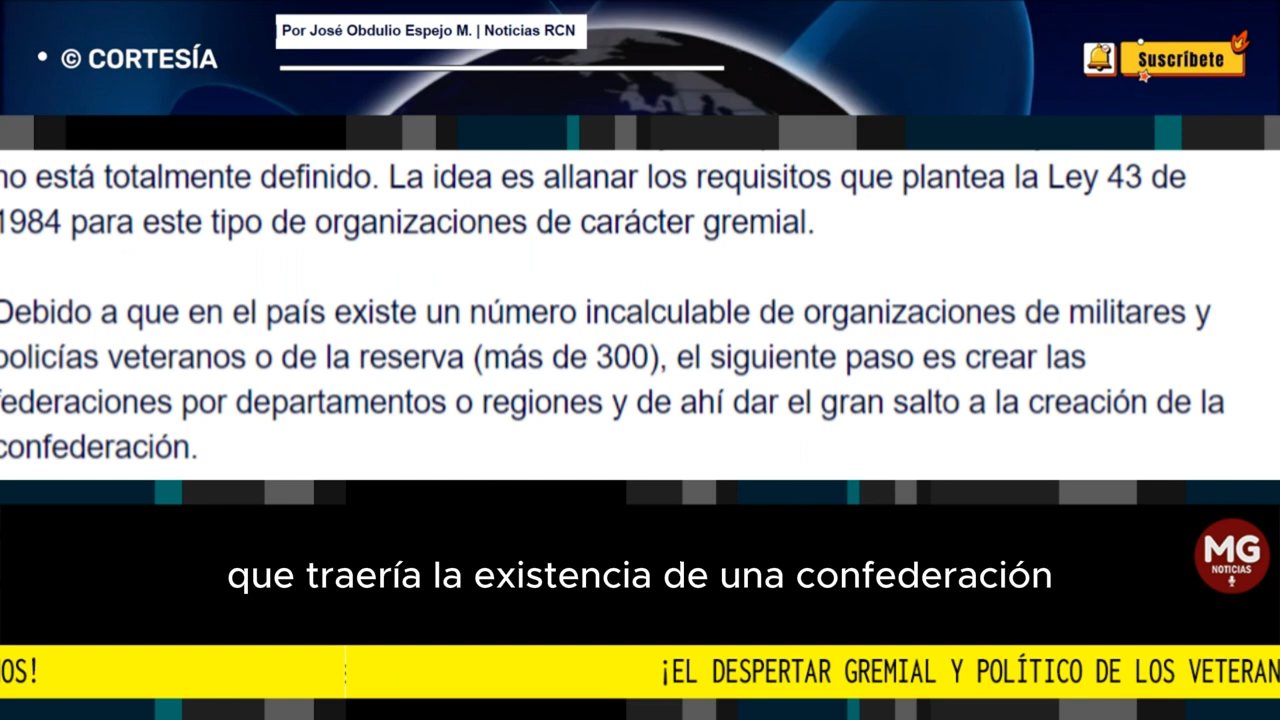 Por José Obdulio Espejo M. | Noticias RCN
• © CORTESÍA
Suscríbete
no está totalmente definido. La idea es allanar los requisitos que plantea la Ley 43 de
1984 para este tipo de organizaciones de carácter gremial.
Debido a que en el país existe un número incalculable de organizaciones de militares y
policías veteranos o de la reserva (más de 300), el siguiente paso es crear las
federaciones por departamentos o regiones y de ahí dar el gran salto a la creación de la
confederación.
MG
NOTICIAS
que traería la existencia de una confederación
OS! ¡EL DESPERTAR GREMIAL Y POLÍTICO DE LOS VETERAN